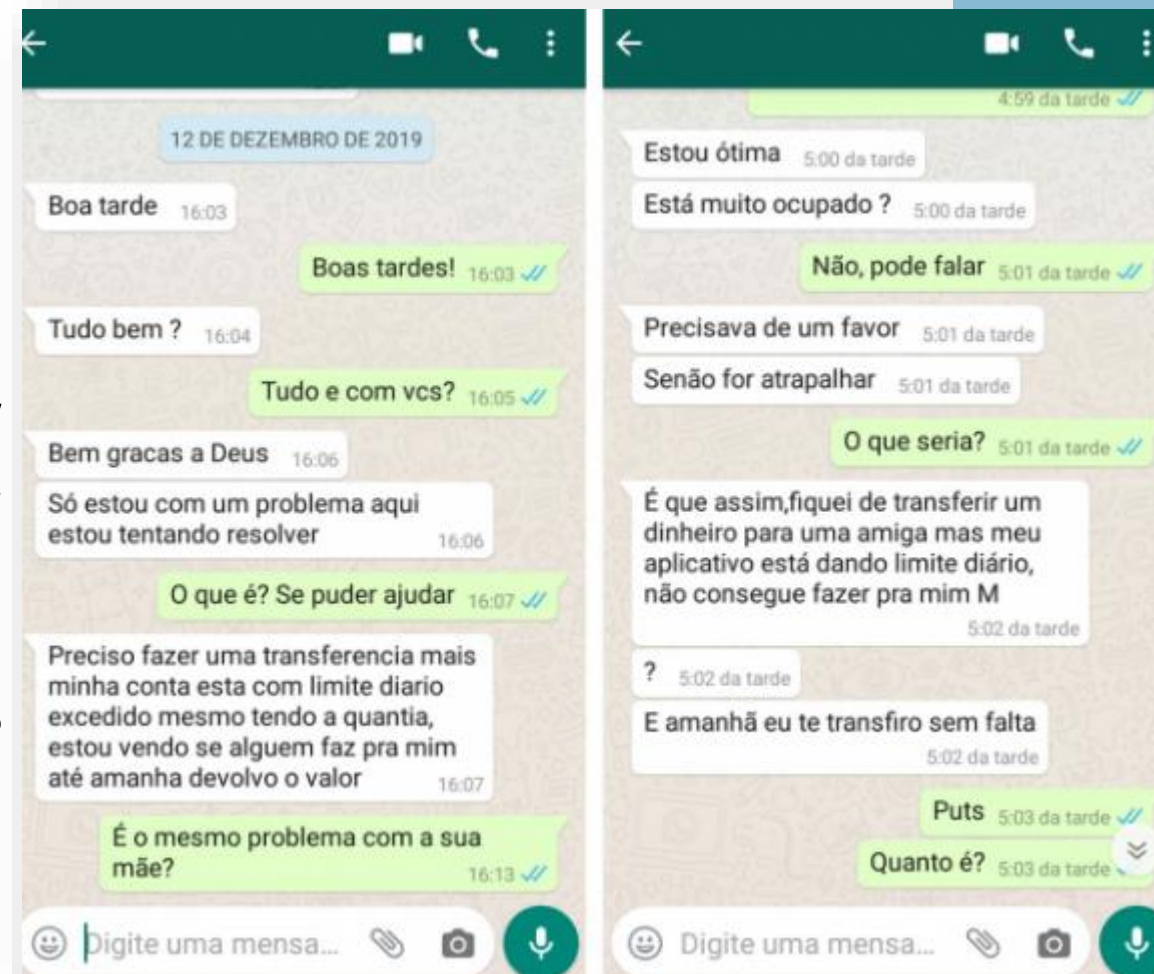 12 DE DEZEMBRO DE 2019
Boa tarde 16:03
Boas tardes! 16:03
Tudo bem ? 16:04
Tudo e com vcs? 16:05
Bem gracas a Deus 16:06
Só estou com um problema aqui
estou tentando resolver 16:06
O que é? Se puder ajudar 16:07
Preciso fazer uma transferencia mais
minha conta esta com limite diario
excedido mesmo tendo a quantia,
estou vendo se alguem faz pra mim
até amanha devolvo o valor 16:07
É o mesmo problema com a sua
mãe? 16:13
Digite uma mensa...
4:59 da tarde
Estou ótima 5:00 da tarde
Está muito ocupado ? 5:00 da tarde
Não, pode falar 5:01 da tarde
Precisava de um favor 5:01 da tarde
Senão for atrapalhar 5:01 da tarde
O que seria? 5:01 da tarde
É que assim,fiquei de transferir um
dinheiro para uma amiga mas meu
aplicativo está dando limite diário,
não consegue fazer pra mim M
5:02 da tarde
? 5:02 da tarde
E amanhã eu te transfiro sem falta
5:02 da tarde
Puts 5:03 da tarde
Quanto é? 5:03 da tarde
Digite uma mensa...